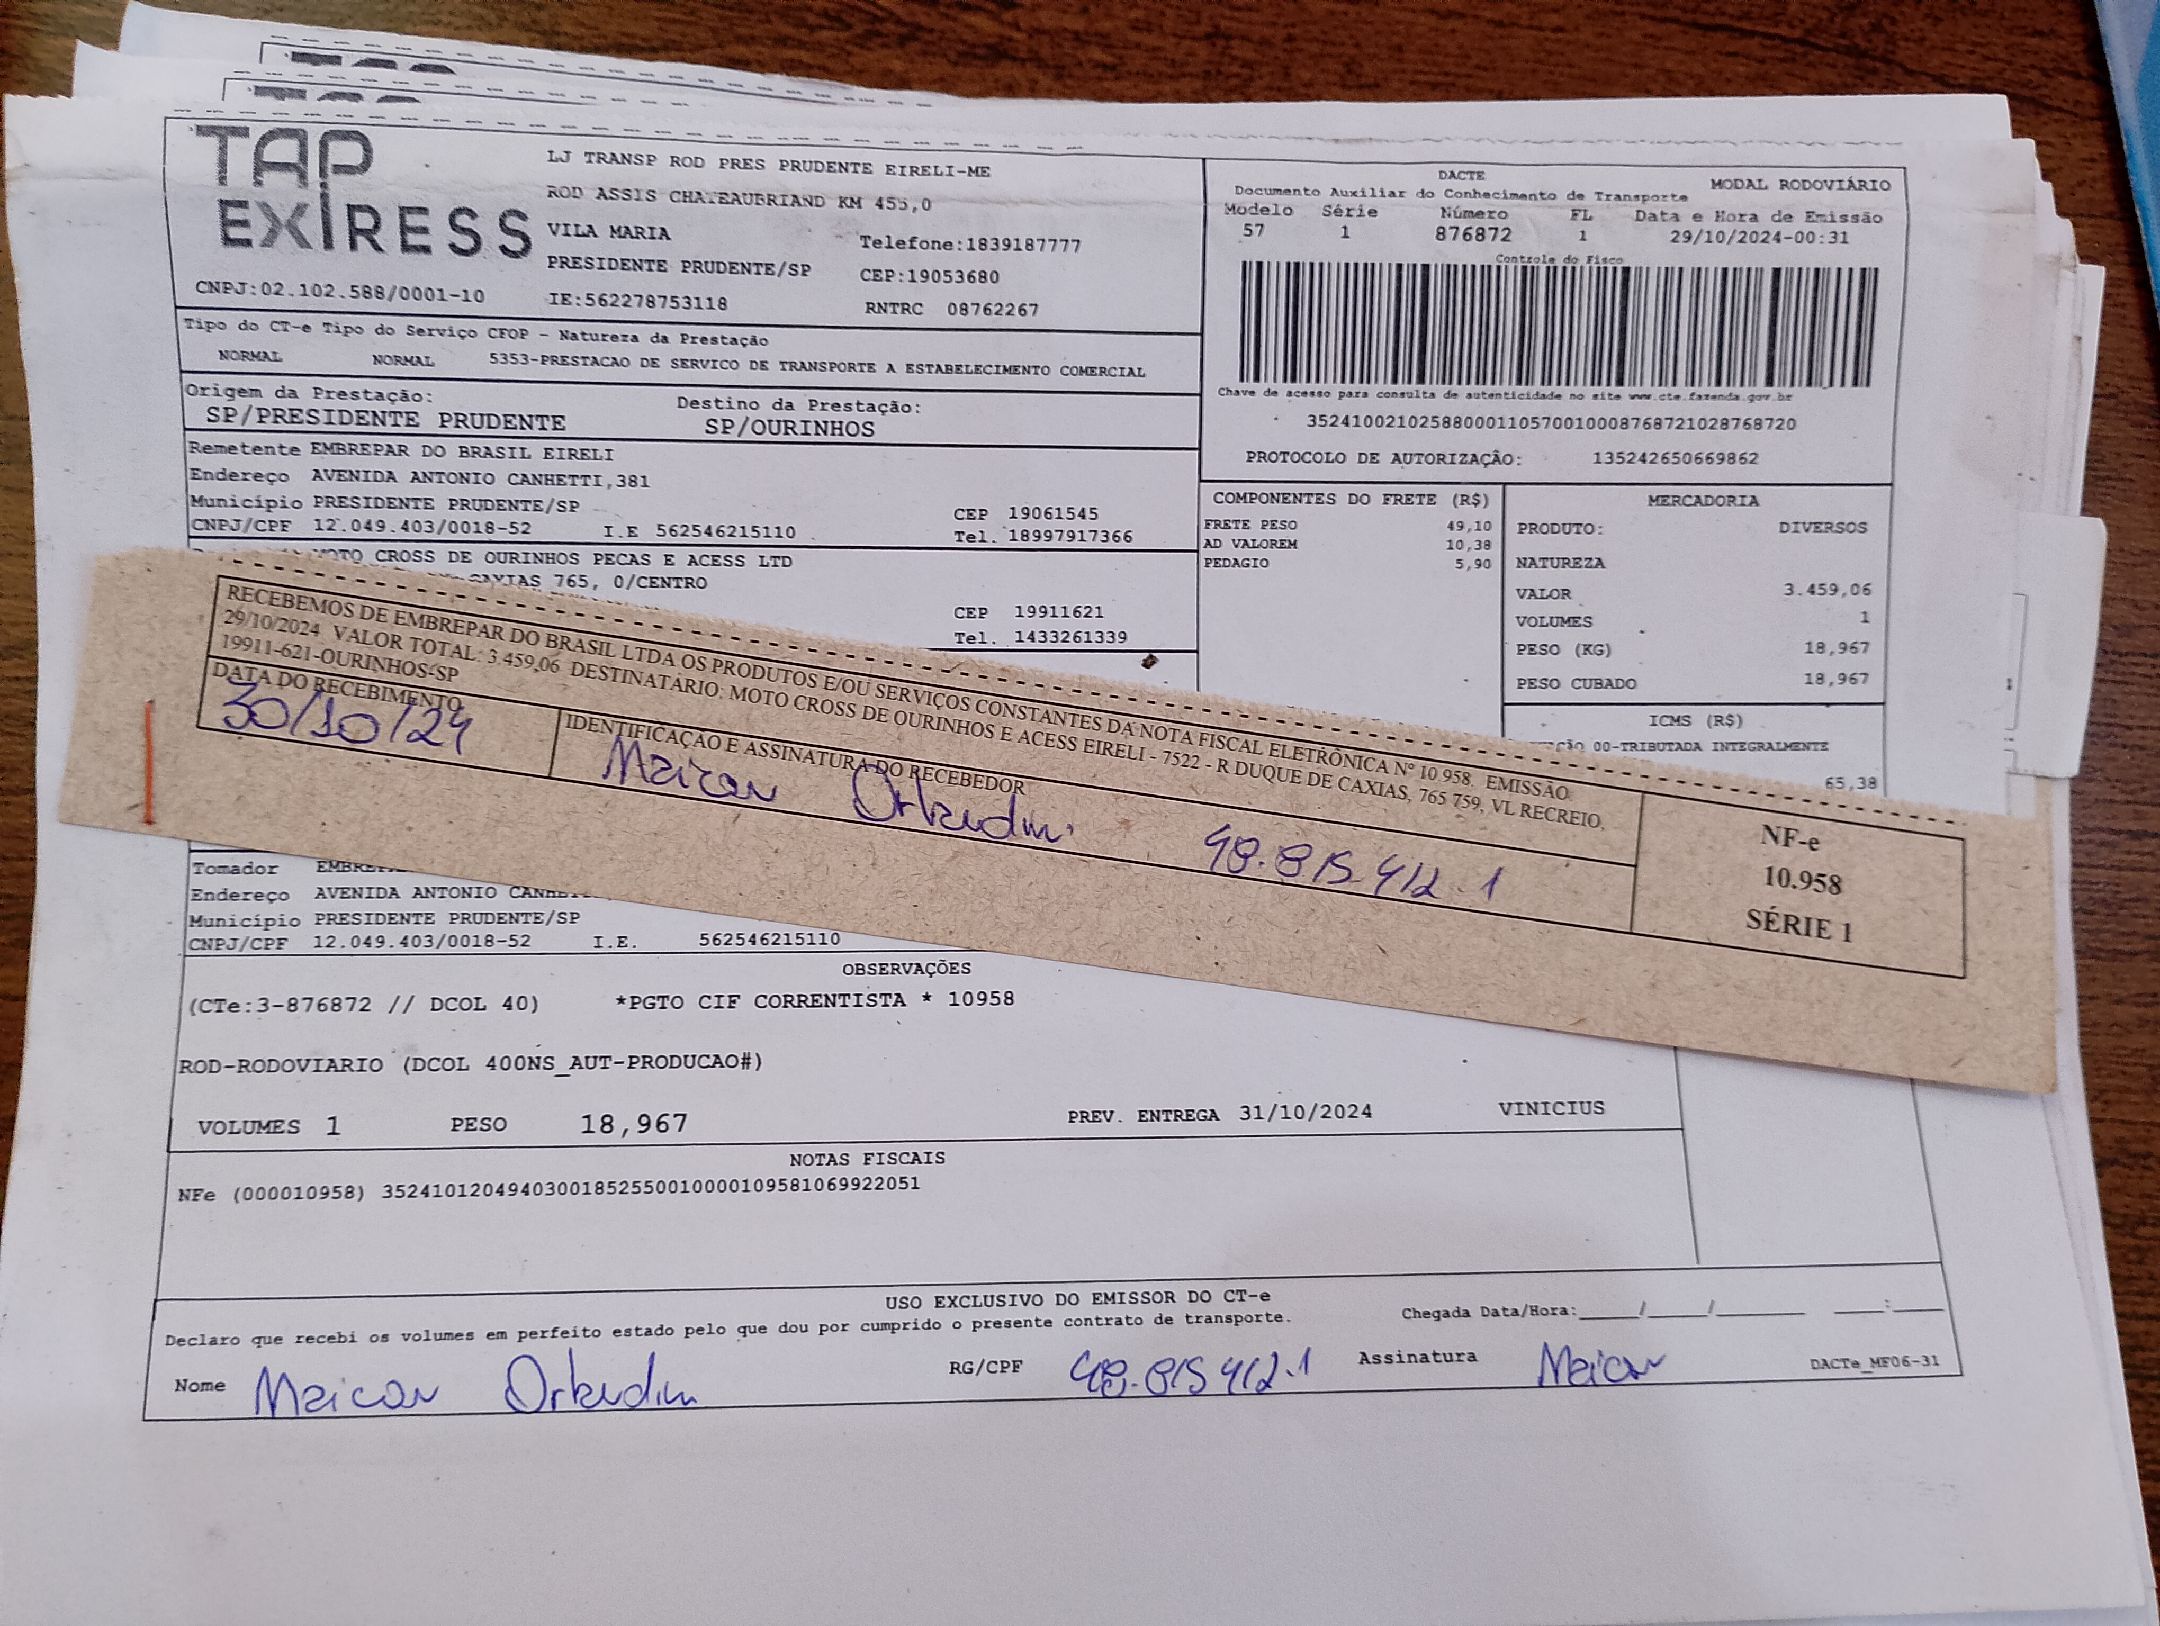 TAP
EXPRESS
LJ TRANSP ROD PRES PRUDENTE EIRELI-ME
ROD ASSIS CHATEAUBRIAND KM 455,0
VILA MARIA
Telefone:1839187777
PRESIDENTE PRUDENTE/SP
CEP:19053680
CNPJ:02.102.588/0001-10
IE:562278753118
RNTRC 08762267
DACTE
MODAL RODOVIÁRIO
Documento Auxiliar do Conhecimento de Transporte
Modelo Série Número FL Data e Hora de Emissão
57 1 876872 1 29/10/2024-00:31
Controle do Fisco
Chave de acesso para consulta de autenticidade no site www.cte.fazenda.gov.br
35241002102588000110570010008768721028768720
PROTOCOLO DE AUTORIZAÇÃO: 135242650669862
Tipo do CT-e Tipo do Serviço CFOP - Natureza da Prestação
NORMAL NORMAL 5353-PRESTACAO DE SERVICO DE TRANSPORTE A ESTABELECIMENTO COMERCIAL
Origem da Prestação: Destino da Prestação:
SP/PRESIDENTE PRUDENTE SP/OURINHOS
Remetente EMBREPAR DO BRASIL EIRELI
Endereço AVENIDA ANTONIO CANHETTI,381
Município PRESIDENTE PRUDENTE/SP CEP 19061545
CNPJ/CPF 12.049.403/0018-52 I.E 562546215110 Tel. 18997917366
MOTO CROSS DE OURINHOS PECAS E ACESS LTD
CAXIAS 765, 0/CENTRO
CEP 19911621
Tel. 1433261339
COMPONENTES DO FRETE (R$)
FRETE PESO 49,10
AD VALOREM 10,38
PEDAGIO 5,90
MERCADORIA
PRODUTO: DIVERSOS
NATUREZA
VALOR 3.459,06
VOLUMES 1
PESO (KG) 18,967
PESO CUBADO 18,967
ICMS (R$)
00-TRIBUTADA INTEGRALMENTE
65,38
RECEBEMOS DE EMBREPAR DO BRASIL LTDA OS PRODUTOS E/OU SERVIÇOS CONSTANTES DA NOTA FISCAL ELETRÔNICA Nº 10.958. EMISSÃO
29/10/2024 VALOR TOTAL: 3.459,06 DESTINATÁRIO: MOTO CROSS DE OURINHOS E ACESS EIRELI - 7522 - R DUQUE DE CAXIAS, 765 759, VL RECREIO,
19911-621-OURINHOS-SP
DATA DO RECEBIMENTO
30/10/24
IDENTIFICAÇÃO E ASSINATURA DO RECEBEDOR
Maicon Orlandin 48.815.412.1
NF-e
10.958
SÉRIE 1
Tomador
Endereço AVENIDA ANTONIO
Município PRESIDENTE PRUDENTE/SP
CNPJ/CPF 12.049.403/0018-52 I.E. 562546215110
OBSERVAÇÕES
(CTe:3-876872 // DCOL 40) *PGTO CIF CORRENTISTA * 10958
ROD-RODOVIARIO (DCOL 400NS_AUT-PRODUCAO#)
VOLUMES 1 PESO 18,967 PREV. ENTREGA 31/10/2024 VINICIUS
NOTAS FISCAIS
NFe (000010958) 35241012049403001852550010000109581069922051
USO EXCLUSIVO DO EMISSOR DO CT-e
Declaro que recebi os volumes em perfeito estado pelo que dou por cumprido o presente contrato de transporte.
Chegada Data/Hora:____/____/______ ___:___
Nome Maicon Orlandin RG/CPF 48.815 412.1 Assinatura Maicon
DACTe_MF06-31